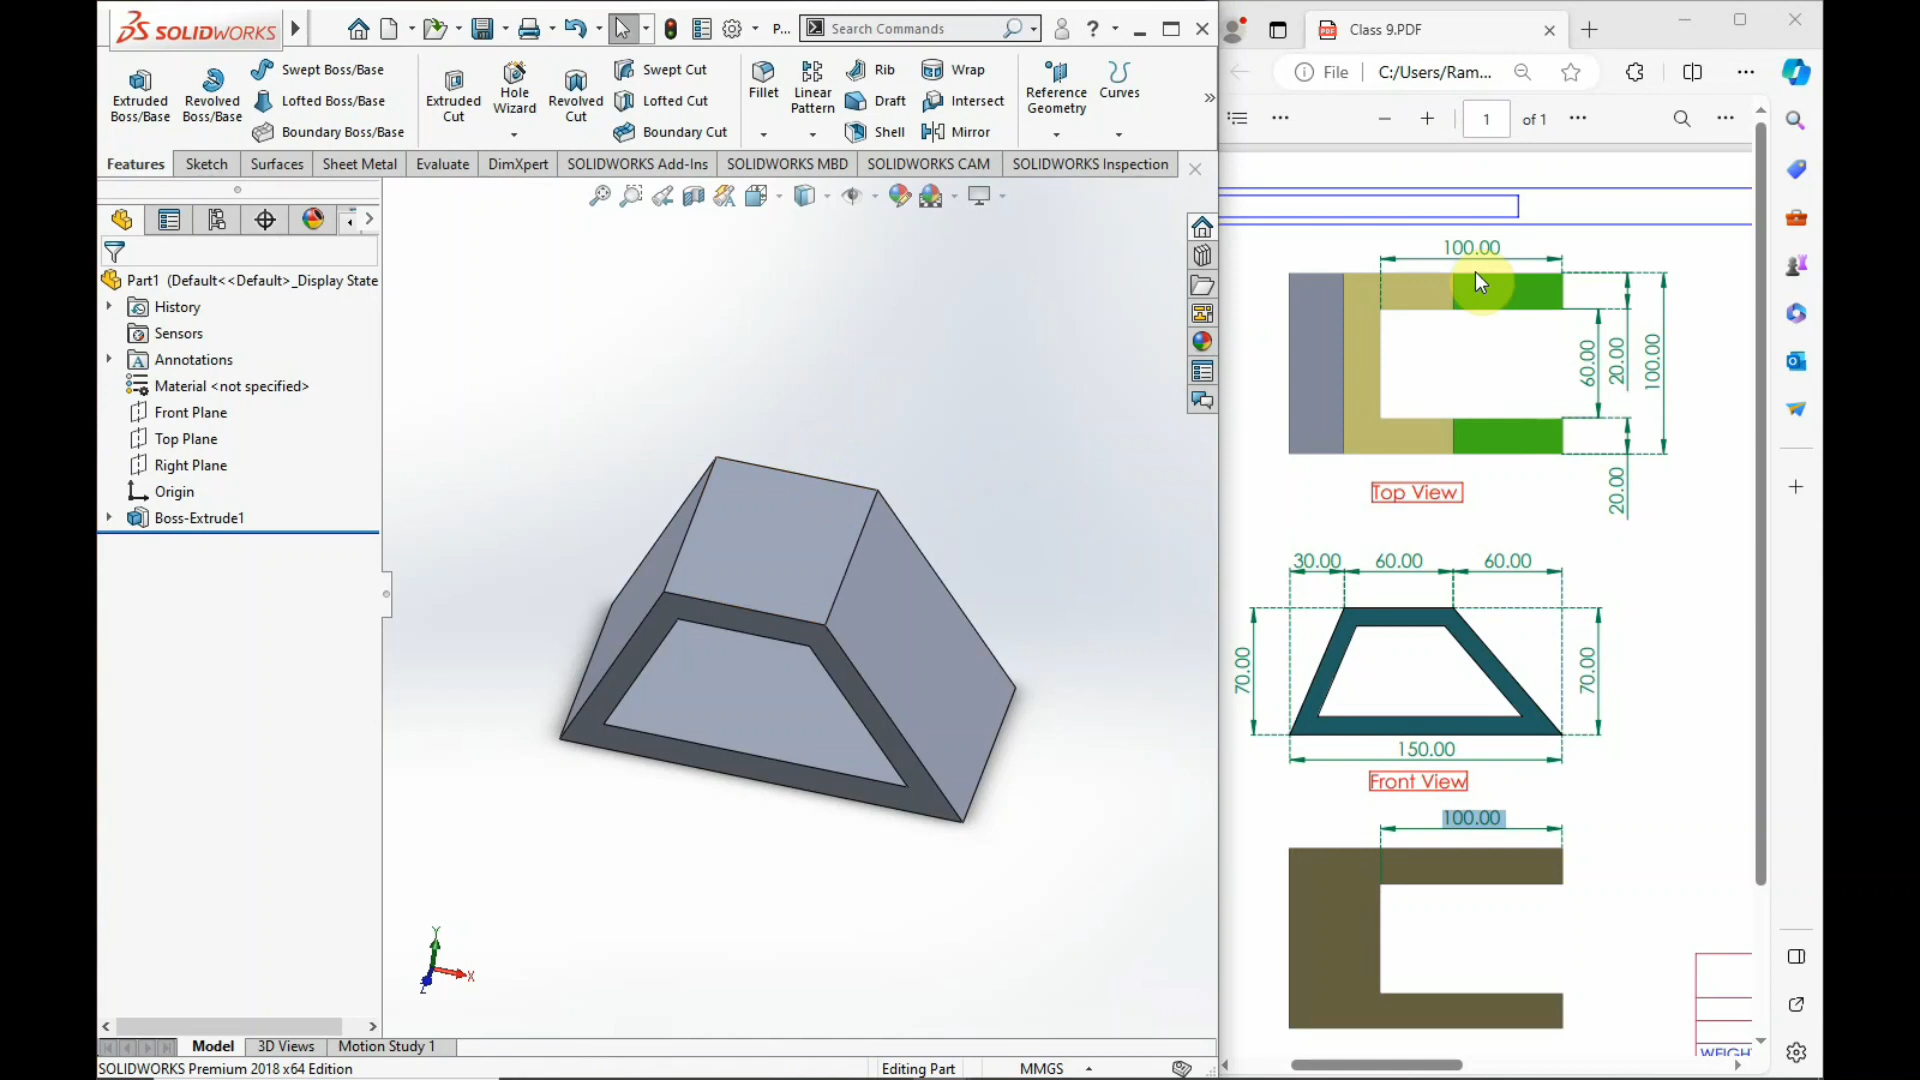 SOLIDWORKS
P...
Search Commands
?
Class 9.PDF
File
C:/Users/Ram...
1
of 1
Extruded Boss/Base
Revolved Boss/Base
Swept Boss/Base
Lofted Boss/Base
Boundary Boss/Base
Extruded Cut
Hole Wizard
Revolved Cut
Swept Cut
Lofted Cut
Boundary Cut
Fillet
Linear Pattern
Rib
Draft
Shell
Wrap
Intersect
Mirror
Reference Geometry
Curves
Features
Sketch
Surfaces
Sheet Metal
Evaluate
DimXpert
SOLIDWORKS Add-Ins
SOLIDWORKS MBD
SOLIDWORKS CAM
SOLIDWORKS Inspection
Part1 (Default<<Default>_Display State
History
Sensors
Annotations
Material <not specified>
Front Plane
Top Plane
Right Plane
Origin
Boss-Extrude1
Y
X
Z
100.00
60.00
20.00
100.00
20.00
Top View
30.00
60.00
60.00
70.00
70.00
150.00
Front View
100.00
WEIGH
Model
3D Views
Motion Study 1
SOLIDWORKS Premium 2018 x64 Edition
Editing Part
MMGS